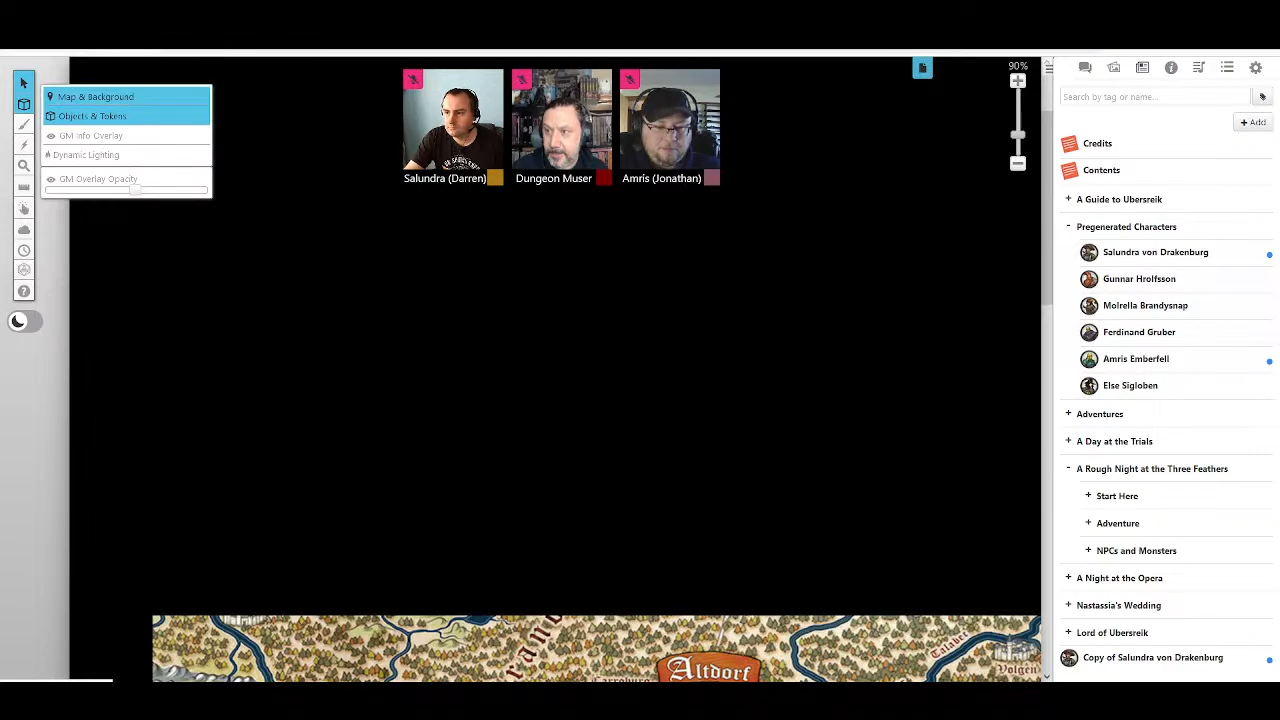 Map & Background
Objects & Tokens
GM Info Overlay
Dynamic Lighting
GM Overlay Opacity
Salundra (Darren)
Dungeon Muser
Amris (Jonathan)
90%
Search by tag or name...
+ Add
Credits
Contents
+ A Guide to Ubersreik
- Pregenerated Characters
Salundra von Drakenburg
Gunnar Hrolfsson
Molrella Brandysnap
Ferdinand Gruber
Amris Emberfell
Else Sigloben
+ Adventures
+ A Day at the Trials
- A Rough Night at the Three Feathers
+ Start Here
+ Adventure
+ NPCs and Monsters
+ A Night at the Opera
+ Nastassia's Wedding
+ Lord of Ubersreik
Copy of Salundra von Drakenburg
Talabec
Altdorf